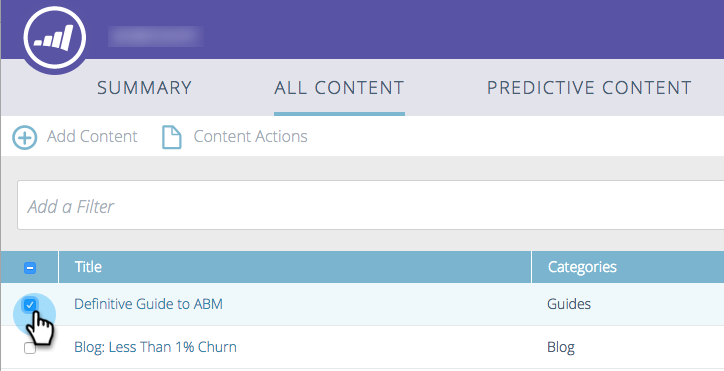 SUMMARY ALL CONTENT PREDICTIVE CONTENT
Add Content Content Actions
Add a Filter
Title Categories
Definitive Guide to ABM Guides
Blog: Less Than 1% Churn Blog